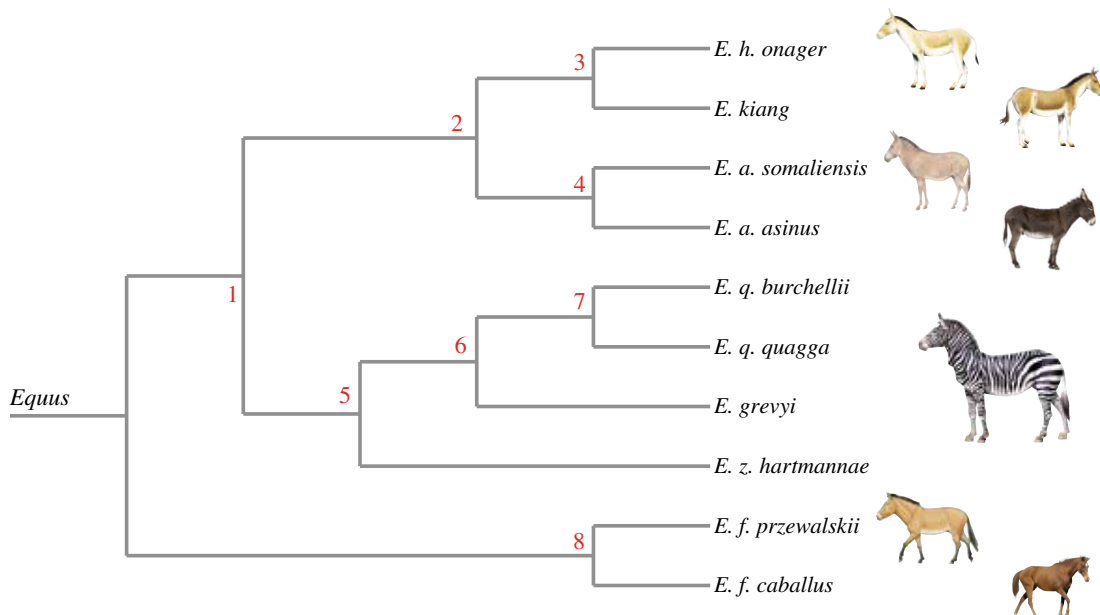 3
E. h. onager
2
E. kiang
4
E. a. somaliensis
E. a. asinus
1
7
E. q. burchellii
6
E. q. quagga
Equus
5
E. grevyi
E. z. hartmannae
8
E. f. przewalskii
E. f. caballus